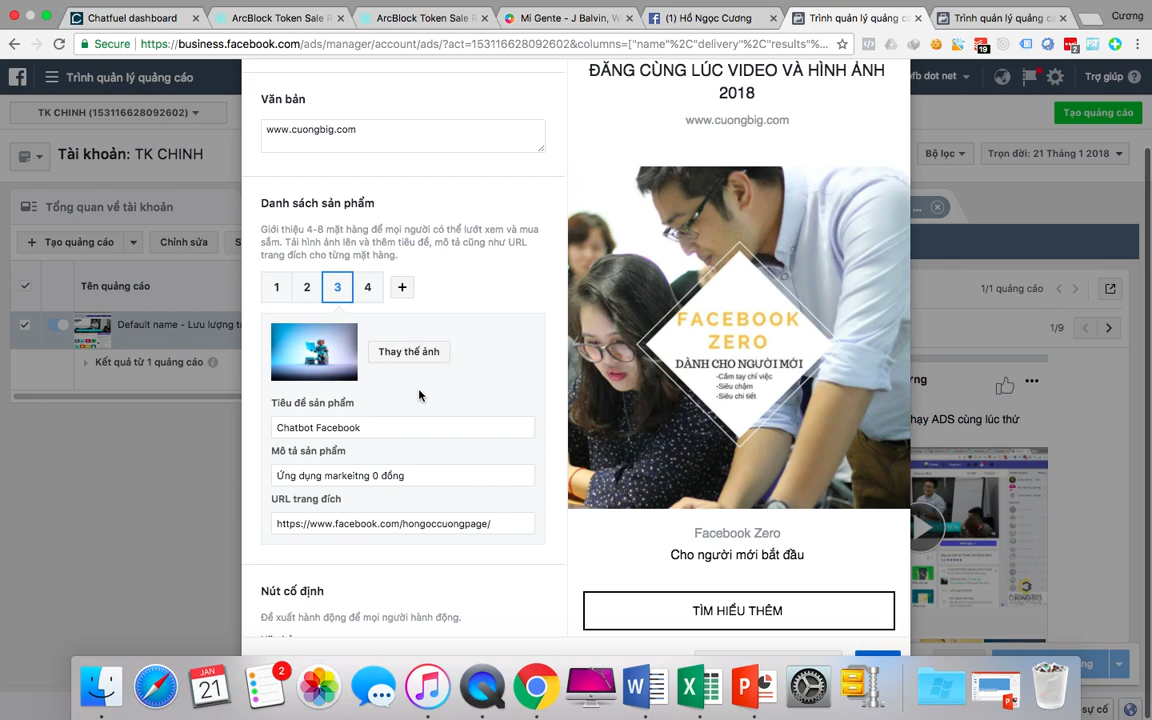 Chatfuel dashboard
ArcBlock Token Sale R
ArcBlock Token Sale R
Mi Gente - J Balvin, W
(1) Hồ Ngọc Cương
Trình quản lý quảng c
Trình quản lý quảng c
Cương
Secure
https://business.facebook.com/ads/manager/account/ads/?act=153116628092602&columns=["name"%2C"delivery"%2C"results"%...
19
2
Trình quản lý quảng cáo
fb dot net
Trợ giúp
TK CHINH (153116628092602)
Tạo quảng cáo
Tài khoản: TK CHINH
Bộ lọc
Trọn đời: 21 Tháng 1 2018
Tổng quan về tài khoản
Tạo quảng cáo
Chỉnh sửa
S
Tên quảng cáo
1/1 quảng cáo
Default name - Lưu lượng t
1/9
Kết quả từ 1 quảng cáo
ng
hạy ADS cùng lúc thứ
Văn bản
www.cuongbig.com
Danh sách sản phẩm
Giới thiệu 4-8 mặt hàng để mọi người có thể lướt xem và mua
sắm. Tải hình ảnh lên và thêm tiêu đề, mô tả cũng như URL
trang đích cho từng mặt hàng.
1
2
3
4
+
Thay thế ảnh
Tiêu đề sản phẩm
Chatbot Facebook
Mô tả sản phẩm
Ứng dụng markeitng 0 đồng
URL trang đích
https://www.facebook.com/hongoccuongpage/
Nút cố định
Đề xuất hành động để mọi người hành động.
ĐĂNG CÙNG LÚC VIDEO VÀ HÌNH ẢNH
2018
www.cuongbig.com
FACEBOOK
ZERO
DÀNH CHO NGƯỜI MỚI
-Cầm tay chỉ việc
-Siêu chậm
-Siêu chi tiết
Facebook Zero
Cho người mới bắt đầu
TÌM HIỂU THÊM
ng
sự cố
JAN
21
2